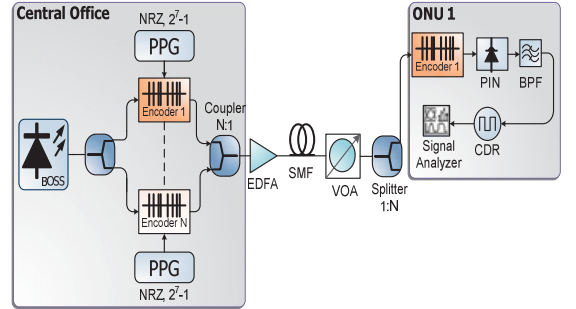 Central Office
NRZ, 2⁷-1
PPG
Encoder 1
Coupler
N:1
BOSS
Encoder N
PPG
NRZ, 2⁷-1
EDFA
SMF
VOA
Splitter
1:N
ONU 1
Encoder 1
PIN
BPF
Signal
Analyzer
CDR